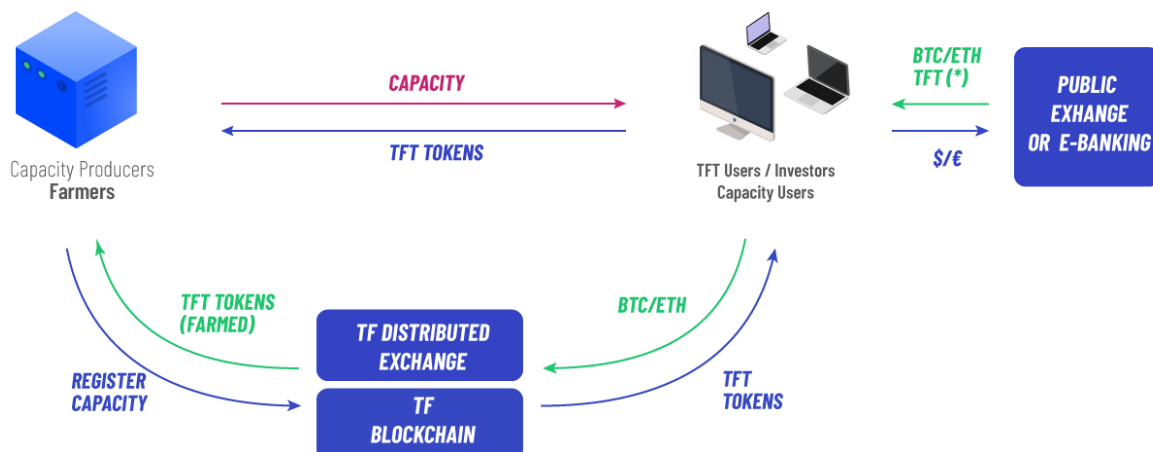 CAPACITY
TFT TOKENS
Capacity Producers
Farmers
TFT Users / Investors
Capacity Users
BTC/ETH
TFT (*)
$/€
PUBLIC
EXHANGE
OR E-BANKING
TFT TOKENS
(FARMED)
REGISTER
CAPACITY
TF DISTRIBUTED
EXCHANGE
TF
BLOCKCHAIN
BTC/ETH
TFT
TOKENS